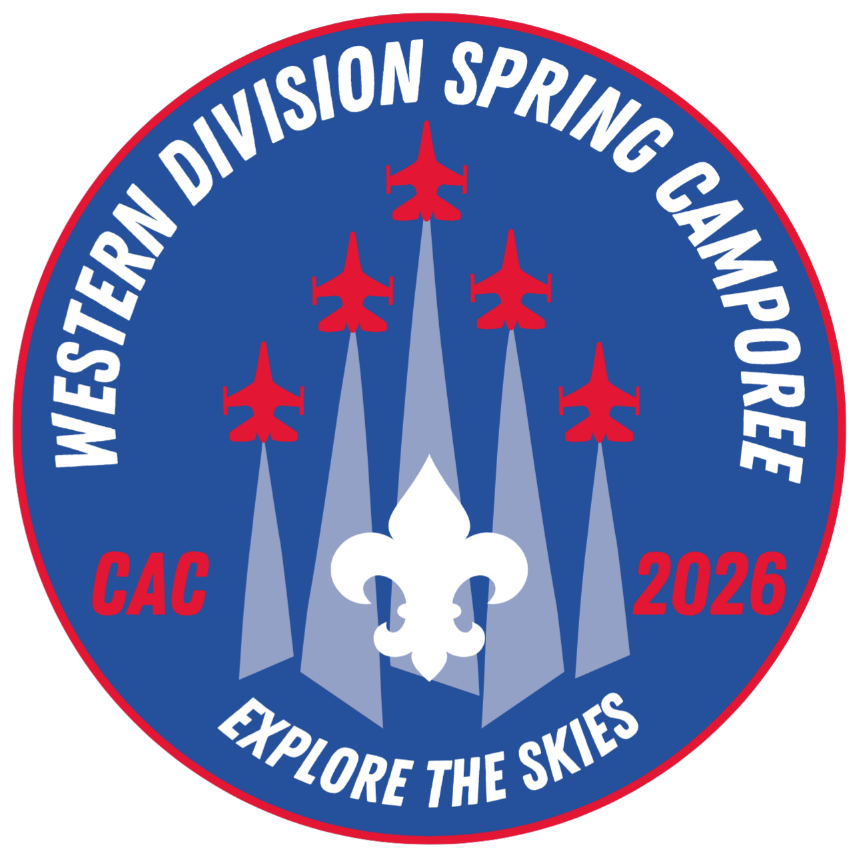 WESTERN DIVISION SPRING CAMPOREE
CAC
2026
EXPLORE THE SKIES